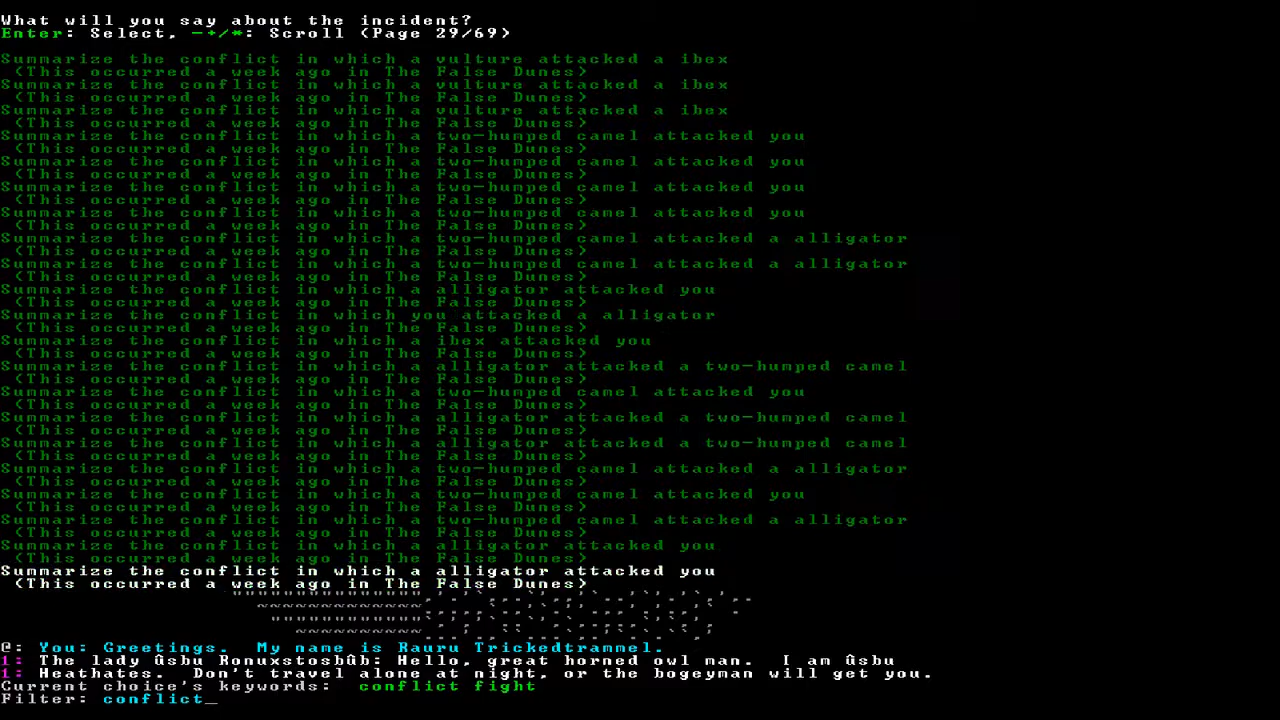 What will you say about the incident?
Enter: Select, -+/*: Scroll (Page 29/69)
Summarize the conflict in which a vulture attacked a ibex
(This occurred a week ago in The False Dunes)
Summarize the conflict in which a vulture attacked a ibex
(This occurred a week ago in The False Dunes)
Summarize the conflict in which a vulture attacked a ibex
(This occurred a week ago in The False Dunes)
Summarize the conflict in which a two-humped camel attacked you
(This occurred a week ago in The False Dunes)
Summarize the conflict in which a two-humped camel attacked you
(This occurred a week ago in The False Dunes)
Summarize the conflict in which a two-humped camel attacked you
(This occurred a week ago in The False Dunes)
Summarize the conflict in which a two-humped camel attacked you
(This occurred a week ago in The False Dunes)
Summarize the conflict in which a two-humped camel attacked a alligator
(This occurred a week ago in The False Dunes)
Summarize the conflict in which a two-humped camel attacked a alligator
(This occurred a week ago in The False Dunes)
Summarize the conflict in which a alligator attacked you
(This occurred a week ago in The False Dunes)
Summarize the conflict in which you attacked a alligator
(This occurred a week ago in The False Dunes)
Summarize the conflict in which a ibex attacked you
(This occurred a week ago in The False Dunes)
Summarize the conflict in which a alligator attacked a two-humped camel
(This occurred a week ago in The False Dunes)
Summarize the conflict in which a two-humped camel attacked you
(This occurred a week ago in The False Dunes)
Summarize the conflict in which a alligator attacked a two-humped camel
(This occurred a week ago in The False Dunes)
Summarize the conflict in which a alligator attacked a two-humped camel
(This occurred a week ago in The False Dunes)
Summarize the conflict in which a two-humped camel attacked a alligator
(This occurred a week ago in The False Dunes)
Summarize the conflict in which a two-humped camel attacked you
(This occurred a week ago in The False Dunes)
Summarize the conflict in which a two-humped camel attacked a alligator
(This occurred a week ago in The False Dunes)
Summarize the conflict in which a alligator attacked you
(This occurred a week ago in The False Dunes)
Summarize the conflict in which a alligator attacked you
(This occurred a week ago in The False Dunes)
@: You: Greetings. My name is Rauru Trickedtrammel.
1: The lady ûsbu Ronuxstosbûb: Hello, great horned owl man. I am ûsbu
1: Heathates. Don't travel alone at night, or the bogeyman will get you.
Current choice's keywords: conflict fight
Filter: conflict_